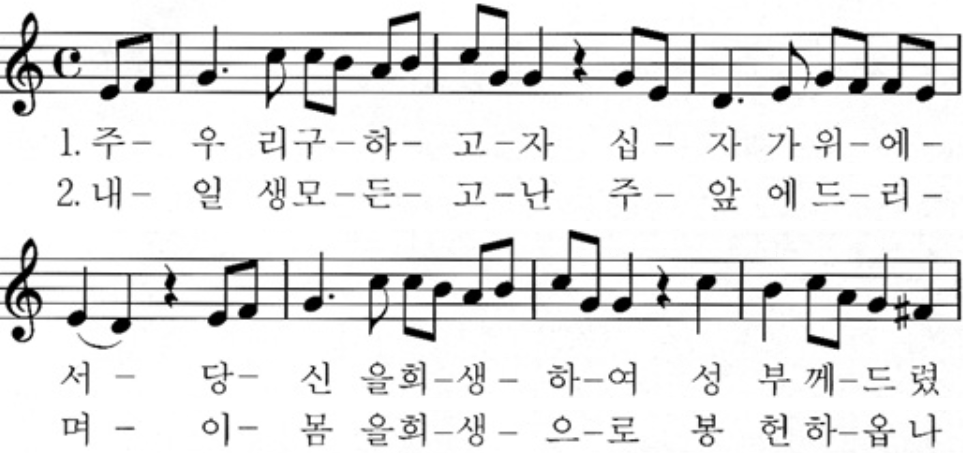 1. 주- 우 리구-하- 고-자 십- 자 가 위-에-
2. 내- 일 생모-든- 고-난 주- 앞 에 드-리-
서 - 당- 신 을희-생- 하-여 성 부 께-드 렸
며 - 이- 몸 을희-생- 으-로 봉 헌 하-옵 나